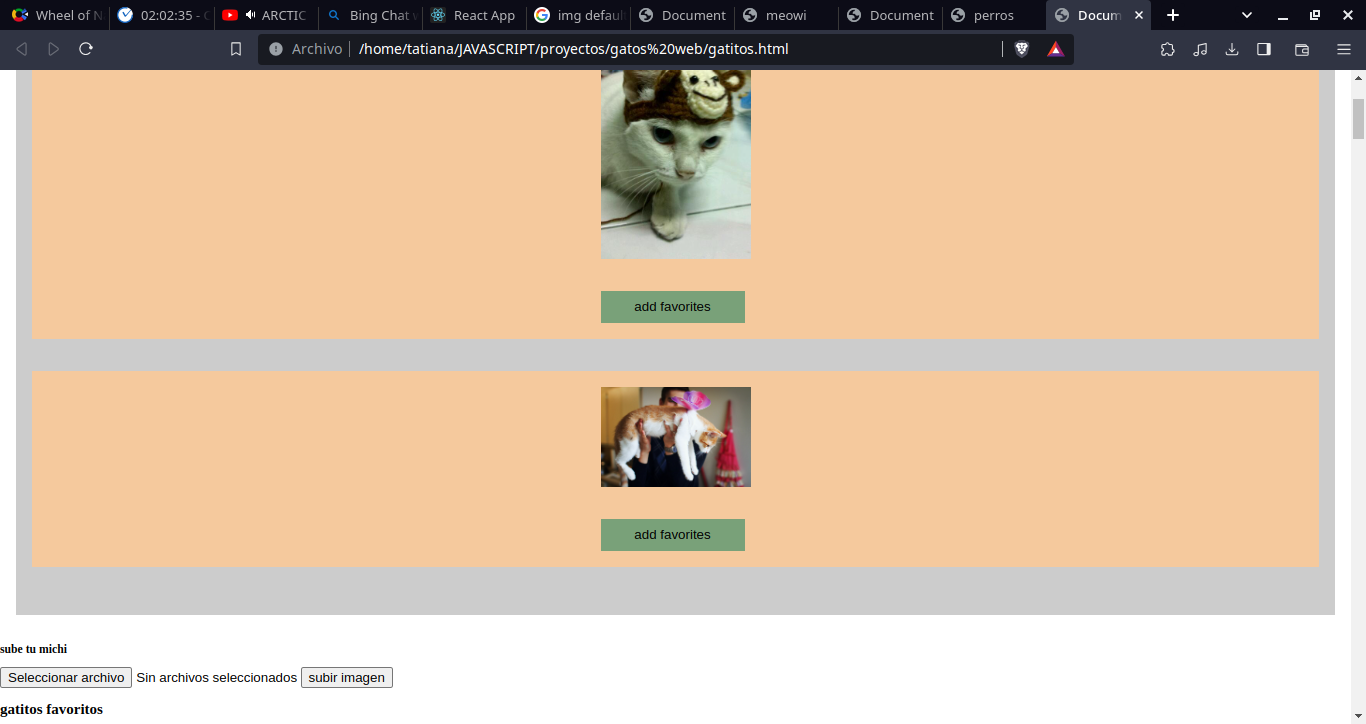 Wheel of N
02:02:35 - C
ARCTIC
Bing Chat w
React App
img defau
Document
meowi
Document
perros
Docum
Archivo
/home/tatiana/JAVASCRIPT/proyectos/gatos%20web/gatitos.html
add favorites
add favorites
sube tu michi
Seleccionar archivo Sin archivos seleccionados subir imagen
gatitos favoritos